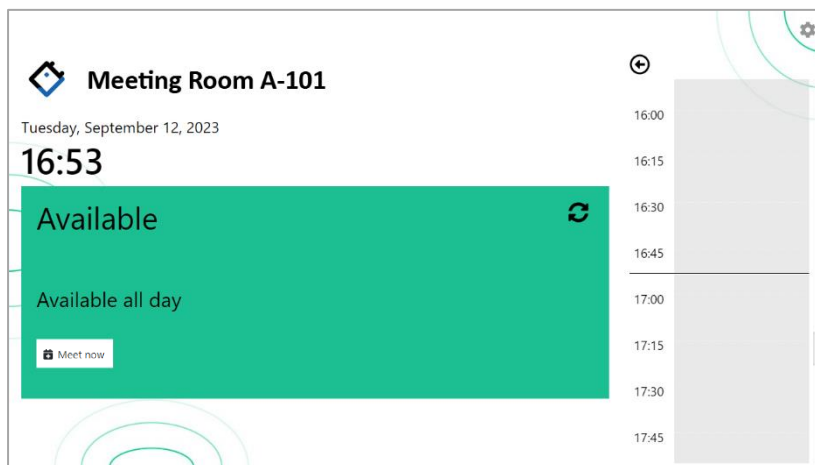 Meeting Room A-101
Tuesday, September 12, 2023
16:53
Available
Available all day
Meet now
16:00
16:15
16:30
16:45
17:00
17:15
17:30
17:45